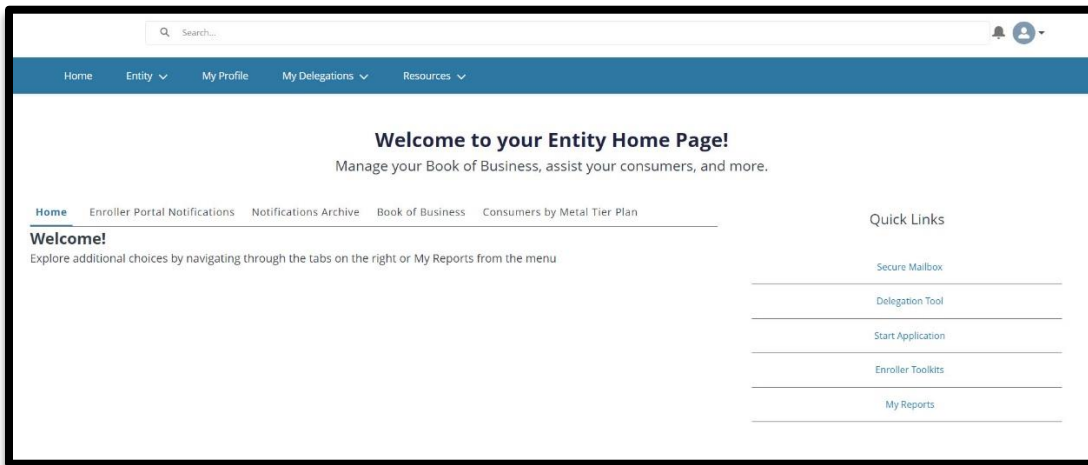 Search...
Home Entity My Profile My Delegations Resources
Welcome to your Entity Home Page!
Manage your Book of Business, assist your consumers, and more.
Home Enroller Portal Notifications Notifications Archive Book of Business Consumers by Metal Tier Plan
Welcome!
Explore additional choices by navigating through the tabs on the right or My Reports from the menu
Quick Links
Secure Mailbox
Delegation Tool
Start Application
Enroller Toolkits
My Reports